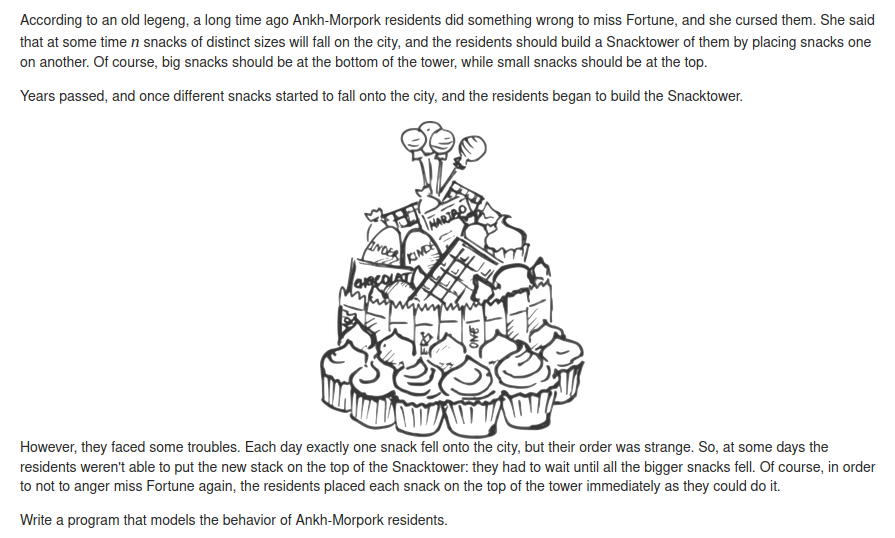 According to an old legeng, a long time ago Ankh-Morpork residents did something wrong to miss Fortune, and she cursed them. She said
that at some time n snacks of distinct sizes will fall on the city, and the residents should build a Snacktower of them by placing snacks one
on another. Of course, big snacks should be at the bottom of the tower, while small snacks should be at the top.
Years passed, and once different snacks started to fall onto the city, and the residents began to build the Snacktower.
HARIBO
INDER
KINDE
CHOCOLAT
ONE
However, they faced some troubles. Each day exactly one snack fell onto the city, but their order was strange. So, at some days the
residents weren't able to put the new stack on the top of the Snacktower: they had to wait until all the bigger snacks fell. Of course, in order
to not to anger miss Fortune again, the residents placed each snack on the top of the tower immediately as they could do it.
Write a program that models the behavior of Ankh-Morpork residents.